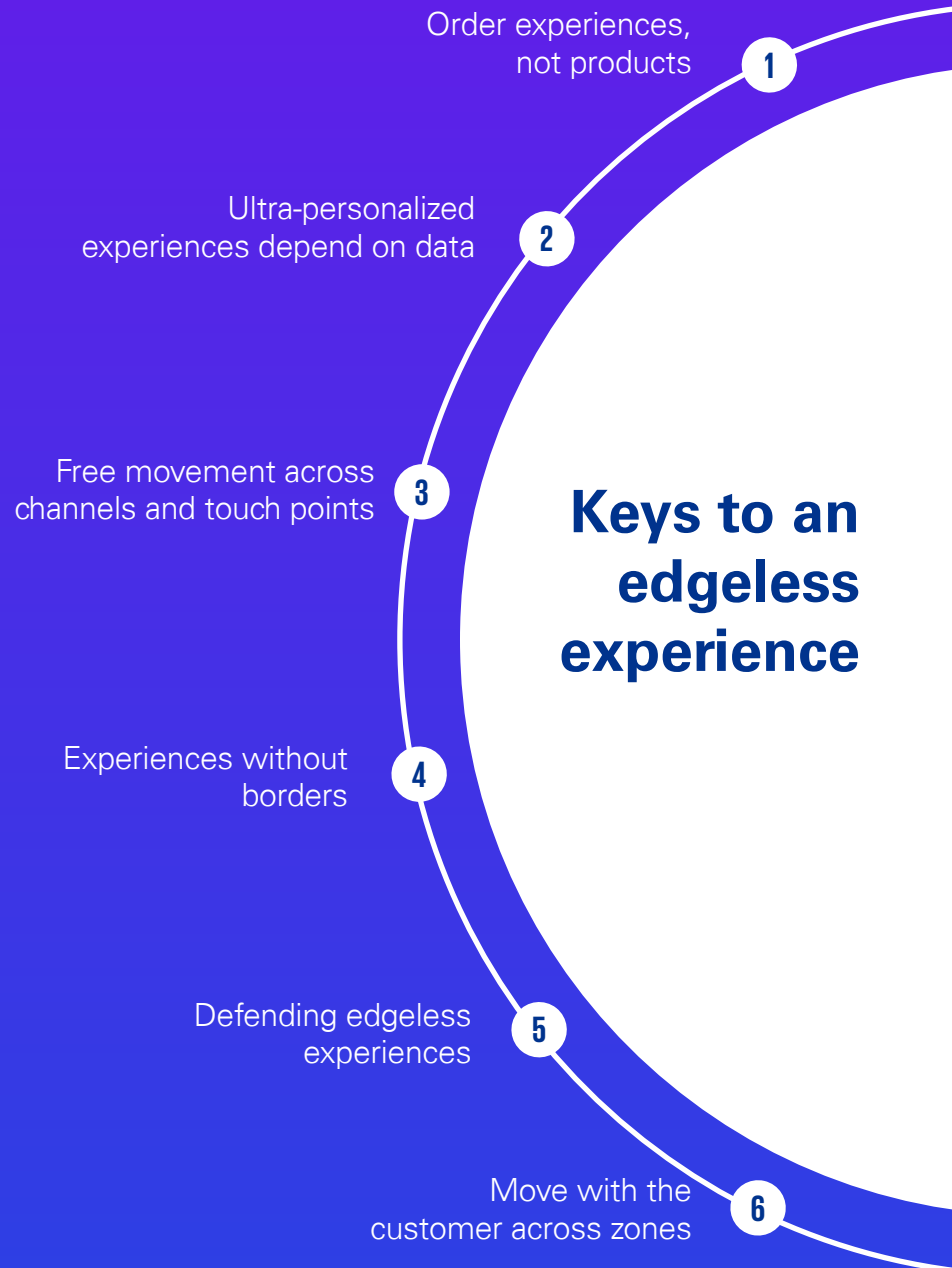 Order experiences,
not products
1
Ultra-personalized
experiences depend on data
2
Free movement across
channels and touch points
3
Keys to an
edgeless
experience
Experiences without
borders
4
Defending edgeless
experiences
5
Move with the
customer across zones
6